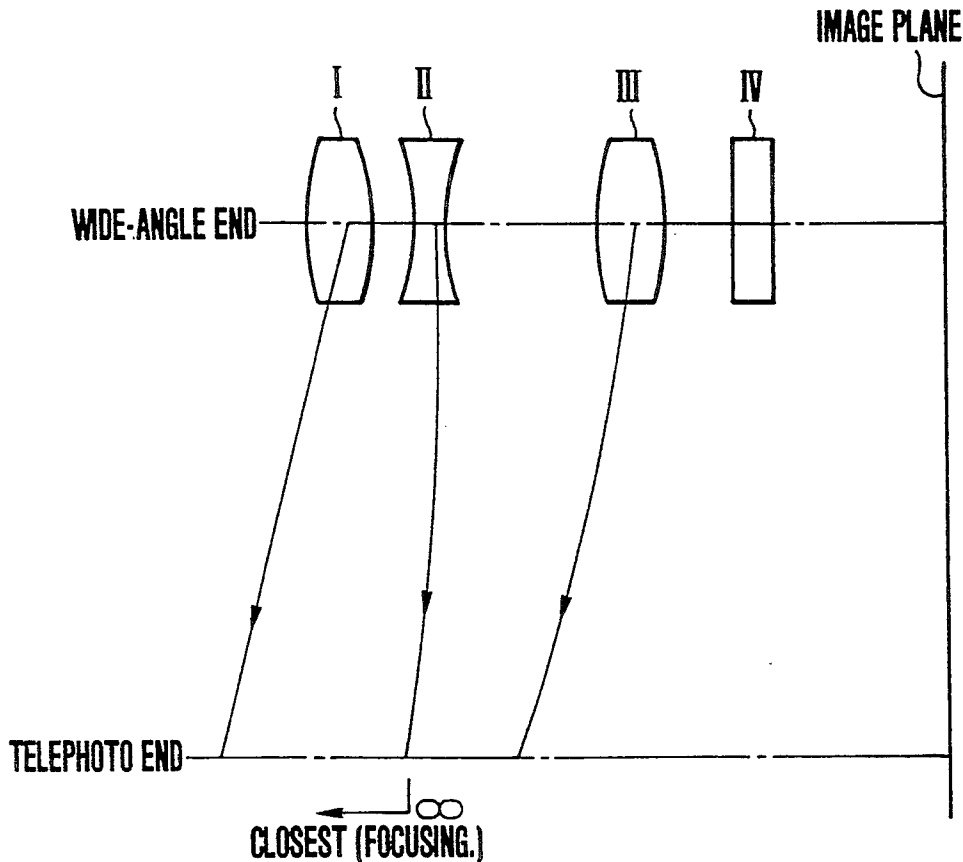 IMAGE PLANE
I II III IV
WIDE-ANGLE END
TELEPHOTO END
∞
CLOSEST (FOCUSING.)